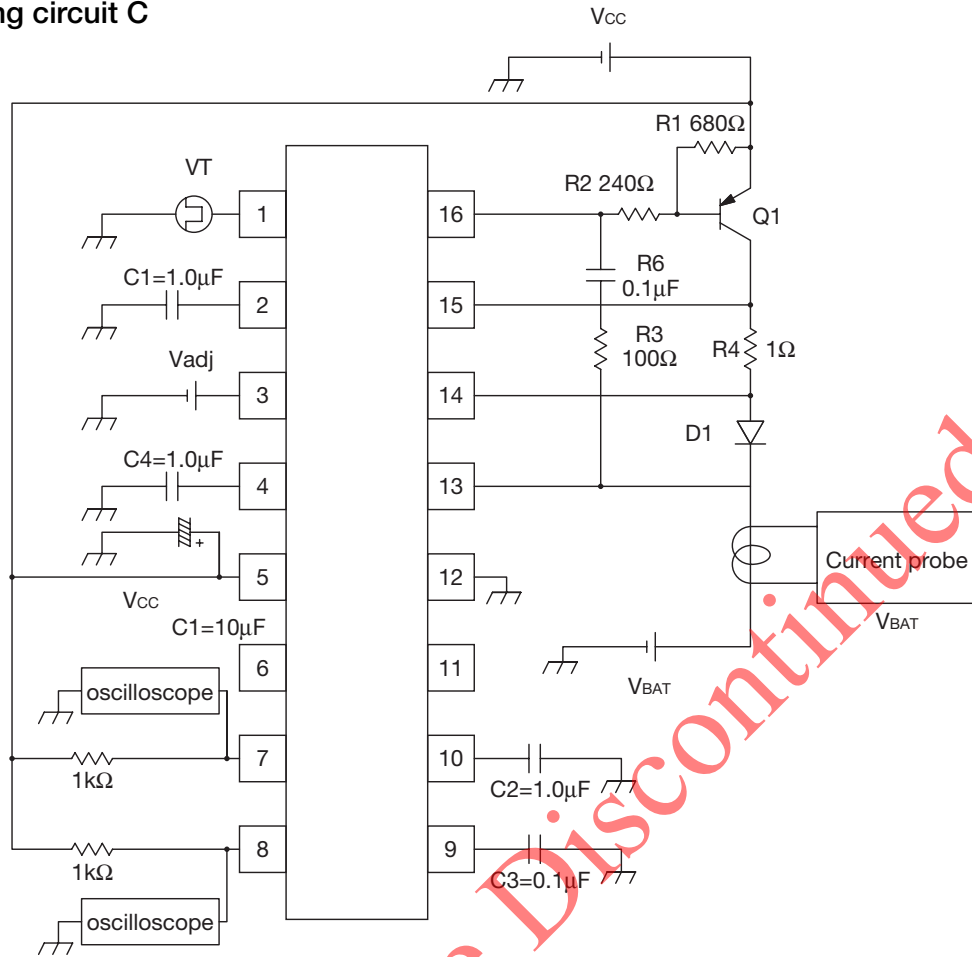 ng circuit C
VCC
R1 680Ω
VT
R2 240Ω
1
16
Q1
C1=1.0μF
R6
0.1μF
2
15
R3
100Ω
R4
1Ω
Vadj
3
14
D1
C4=1.0μF
4
13
+
5
12
VCC
Current probe
C1=10μF
VBAT
6
11
oscilloscope
VBAT
7
10
1kΩ
C2=1.0μF
8
9
1kΩ
C3=0.1μF
oscilloscope
Discontinued